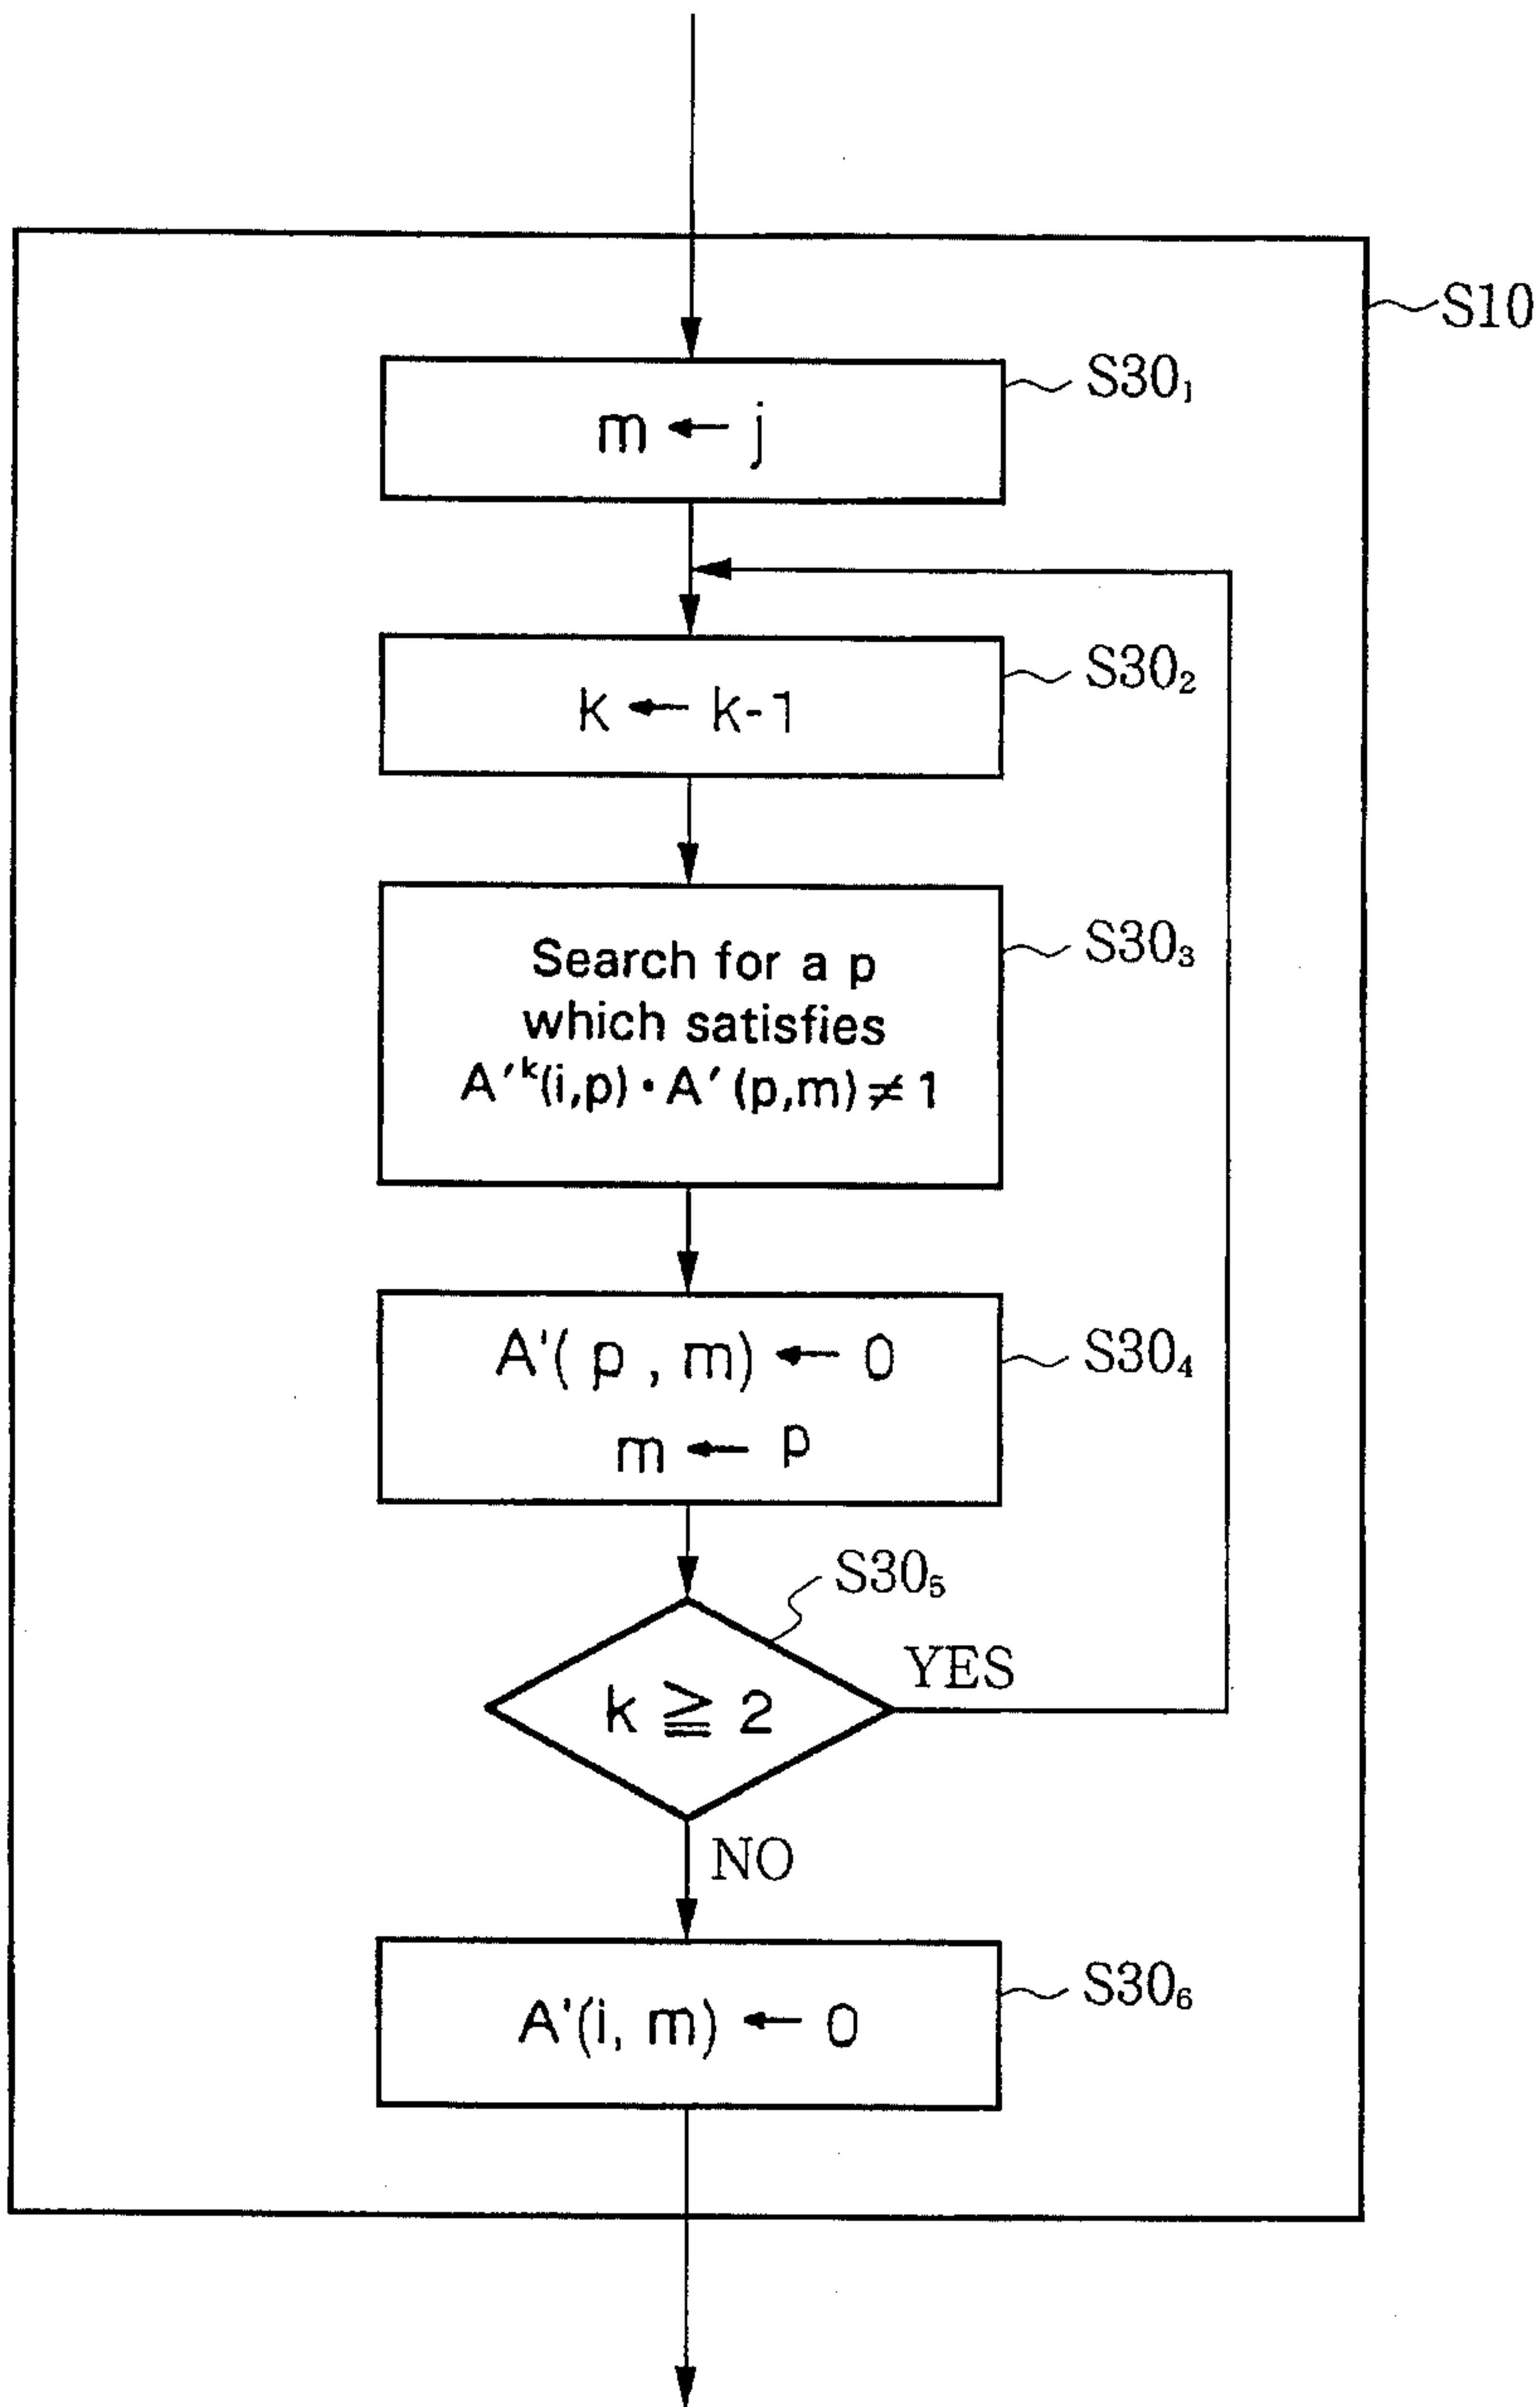 S10
S30₁
m ← j
S30₂
k ← k-1
S30₃
Search for a p
which satisfies
A'ᵏ(i,p)・A'(p,m)≠1
A'( p , m) ← 0
S30₄
m ← p
S30₅
YES
k ≧ 2
NO
S30₆
A'(i, m) ← 0